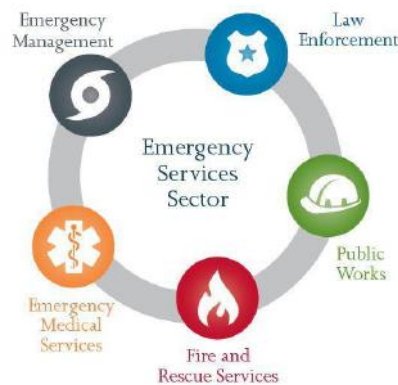 Emergency
Management
Law
Enforcement
Emergency
Services
Sector
Public
Works
Emergency
Medical
Services
Fire and
Rescue Services